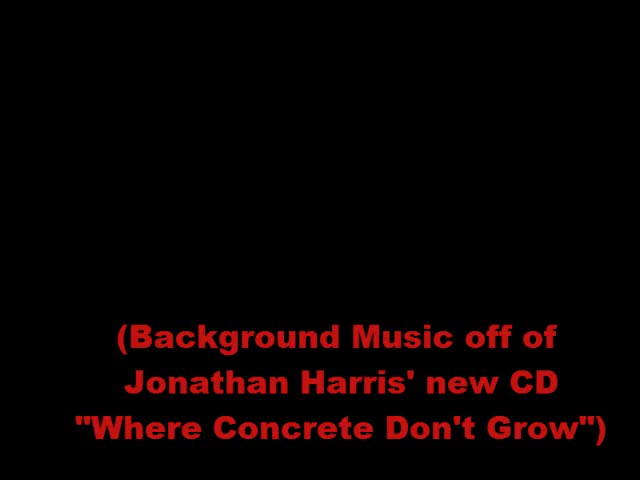 (Background Music off of
Jonathan Harris' new CD
"Where Concrete Don't Grow")